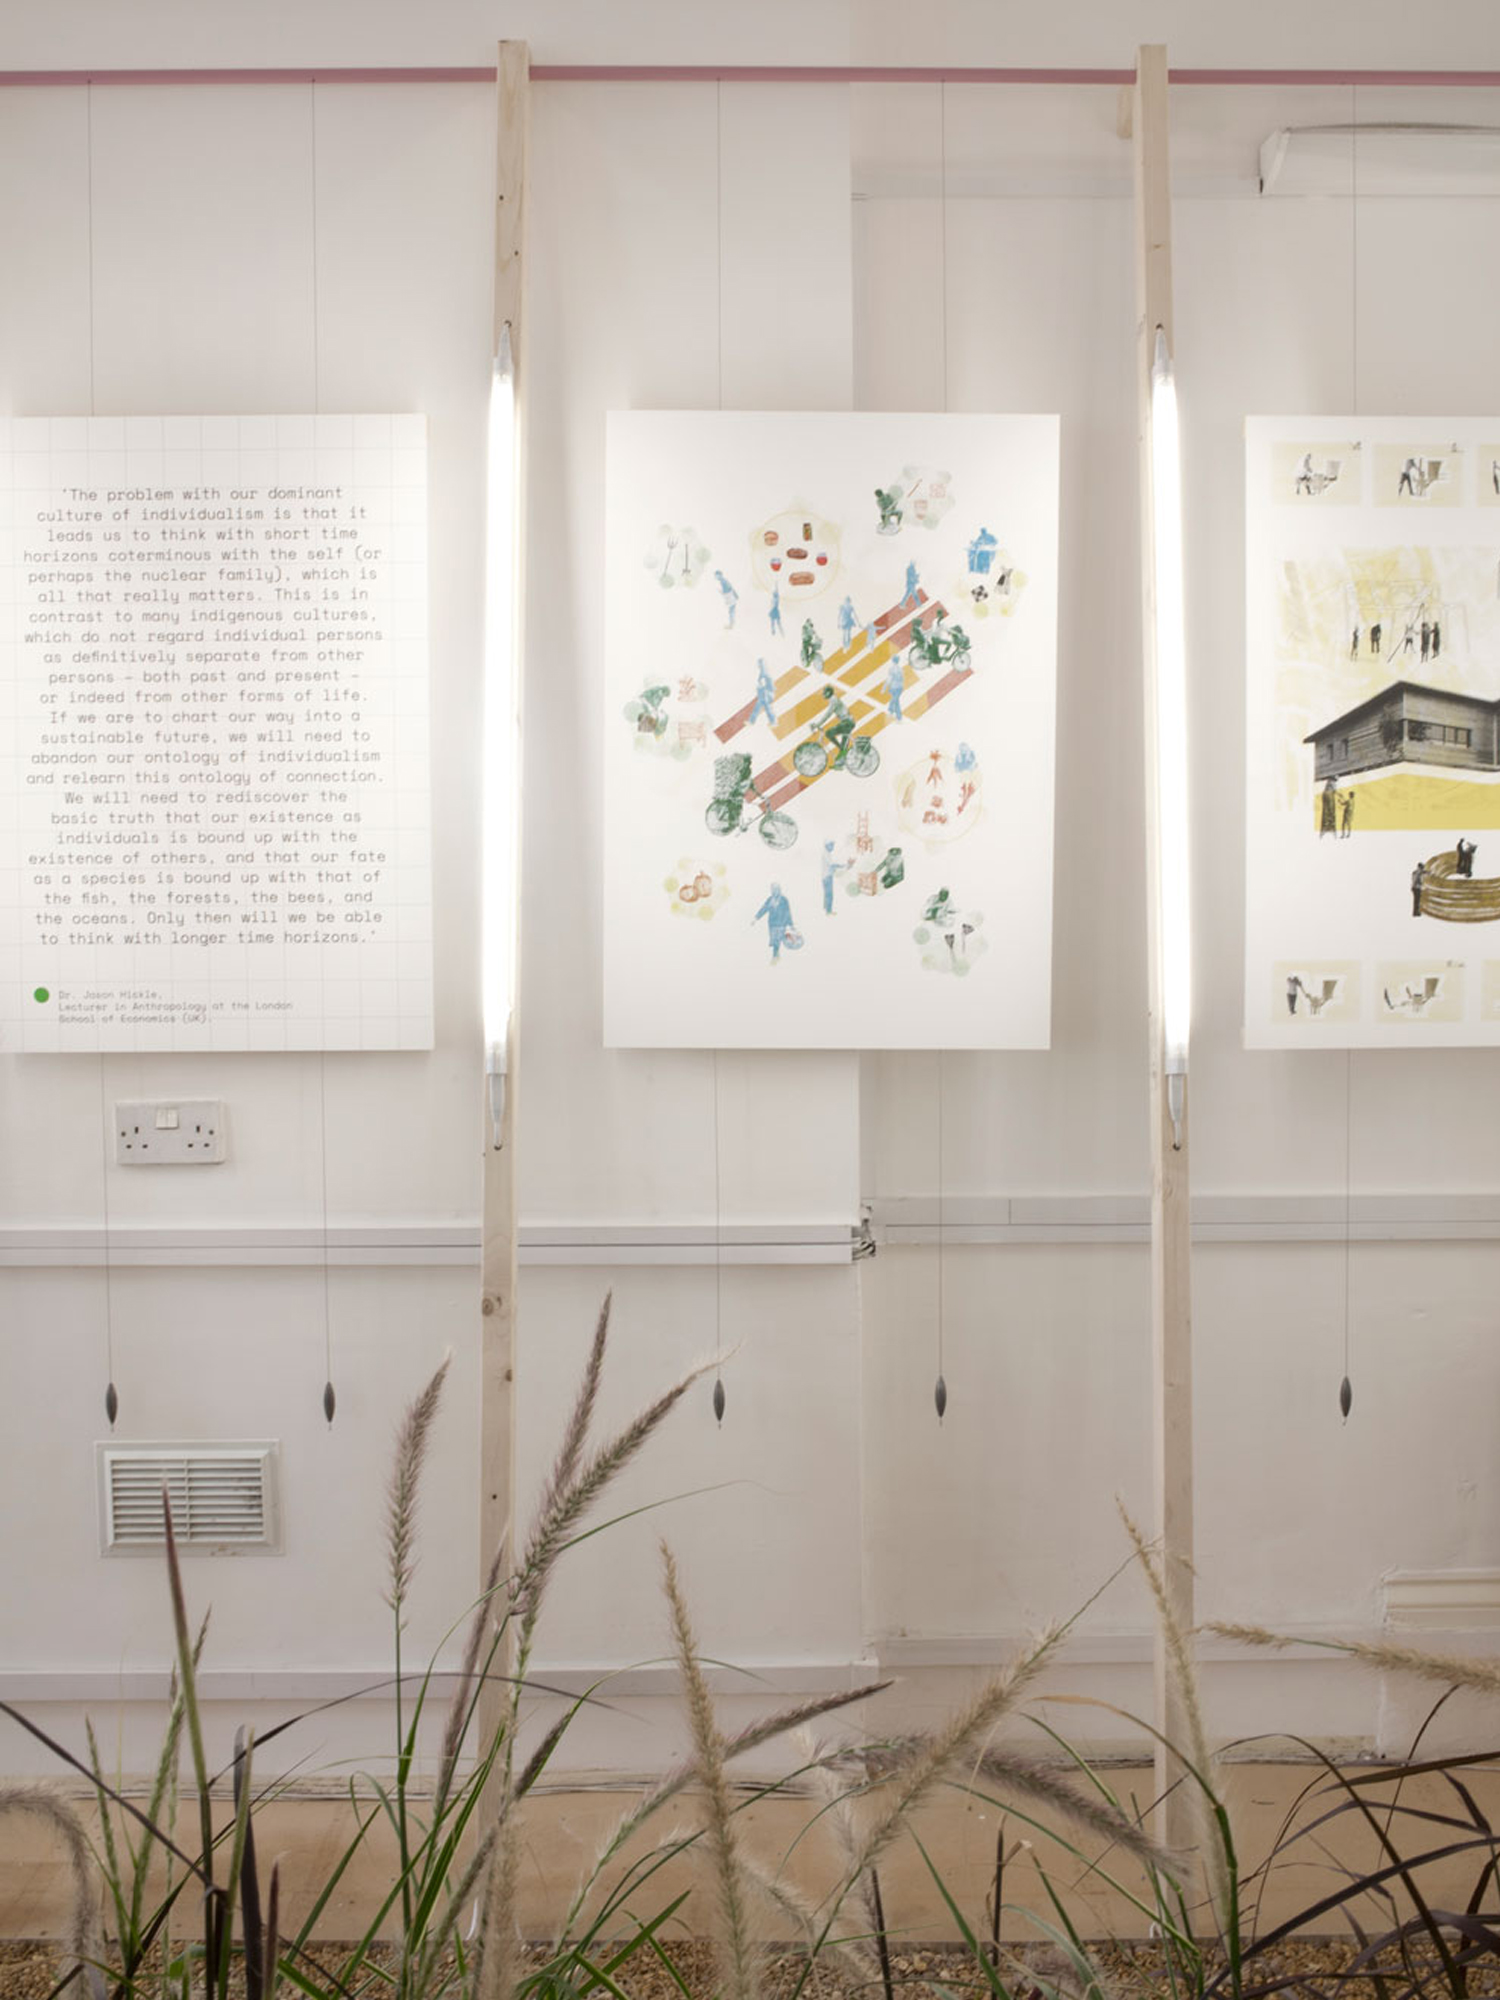 'The problem with our dominant
culture of individualism is that it
leads us to think with short time
horizons coterminous with the self (or
perhaps the nuclear family), which is
all that really matters. This is in
contrast to many indigenous cultures,
which do not regard individual persons
as definitively separate from other
persons – both past and present –
or indeed from other forms of life.
If we are to chart our way into a
sustainable future, we will need to
abandon our ontology of individualism
and relearn this ontology of connection.
We will need to rediscover the
basic truth that our existence as
individuals is bound up with the
existence of others, and that our fate
as a species is bound up with that of
the fish, the forests, the bees, and
the oceans. Only then will we be able
to think with longer time horizons.'
Dr. Jason Hickle,
Lecturer in Anthropology at the London
School of Economics (UK).